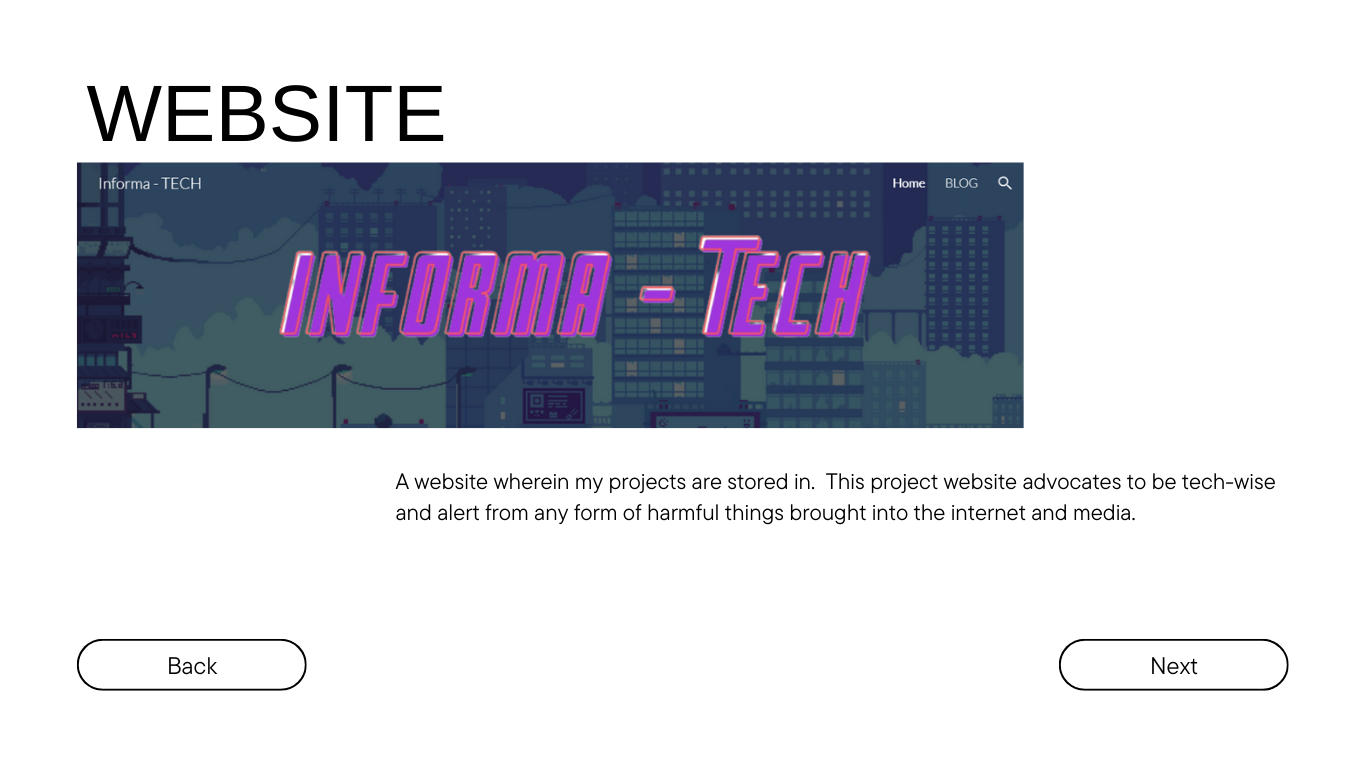 WEBSITE
Informa - TECH
Home
BLOG
INFORMA - TECH
A website wherein my projects are stored in.  This project website advocates to be tech-wise
and alert from any form of harmful things brought into the internet and media.
Back
Next